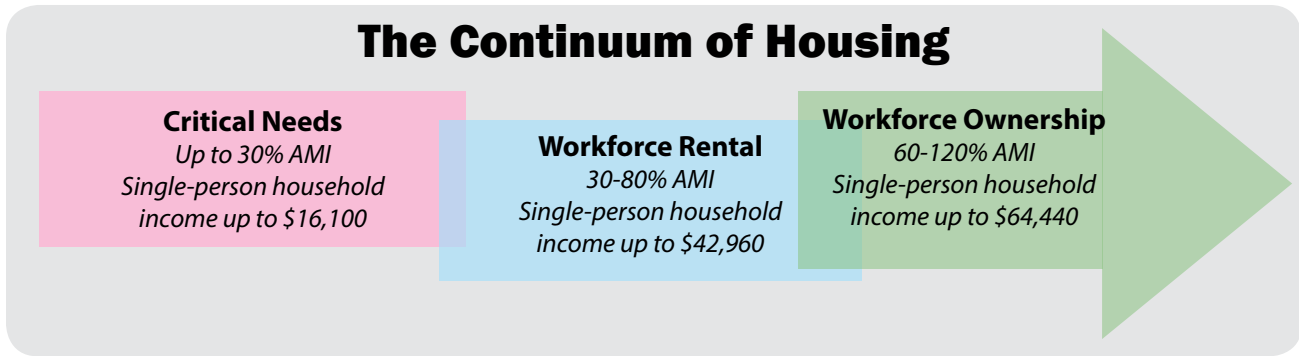 The Continuum of Housing
Critical Needs
Up to 30% AMI
Single-person household
income up to $16,100
Workforce Rental
30-80% AMI
Single-person household
income up to $42,960
Workforce Ownership
60-120% AMI
Single-person household
income up to $64,440